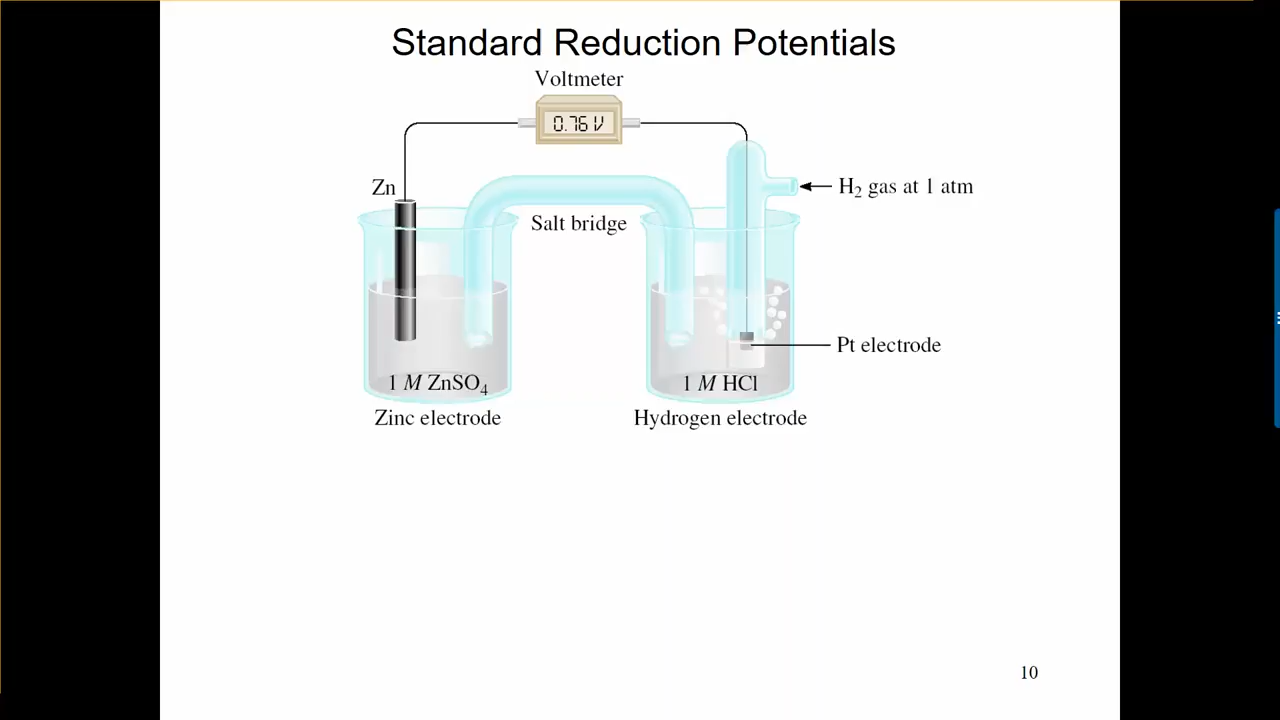 Standard Reduction Potentials
Voltmeter
0.76 V
Zn
H₂ gas at 1 atm
Salt bridge
Pt electrode
1 M ZnSO₄
1 M HCl
Zinc electrode
Hydrogen electrode
10